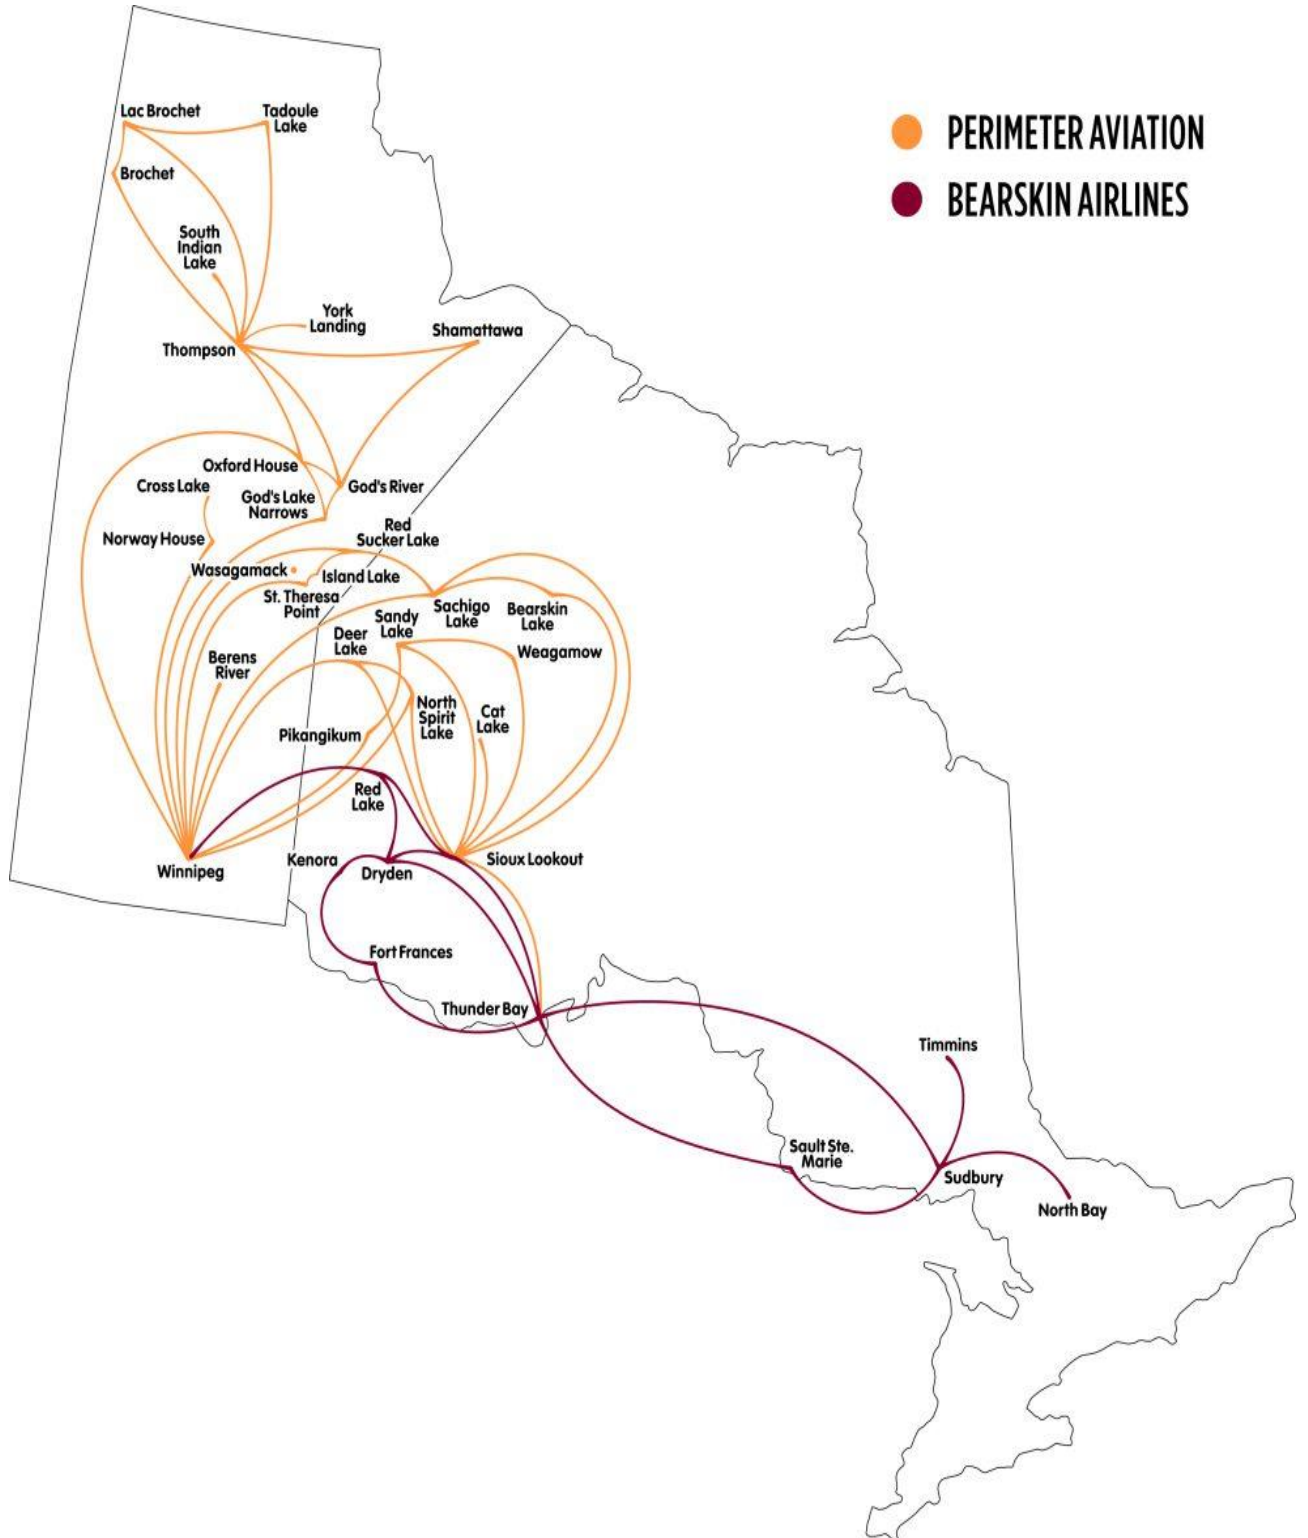 PERIMETER AVIATION
BEARSKIN AIRLINES
Lac Brochet
Tadoule
Lake
Brochet
South
Indian
Lake
York
Landing
Shamattawa
Thompson
Oxford House
Cross Lake
God's Lake
Narrows
God's River
Norway House
Red
Sucker Lake
Wasagamack
Island Lake
St. Theresa
Point
Sachigo
Lake
Bearskin
Lake
Sandy
Lake
Deer
Lake
Weagamow
Berens
River
North
Spirit
Lake
Cat
Lake
Pikangikum
Red
Lake
Winnipeg
Kenora
Dryden
Sioux Lookout
Fort Frances
Thunder Bay
Timmins
Sault Ste.
Marie
Sudbury
North Bay